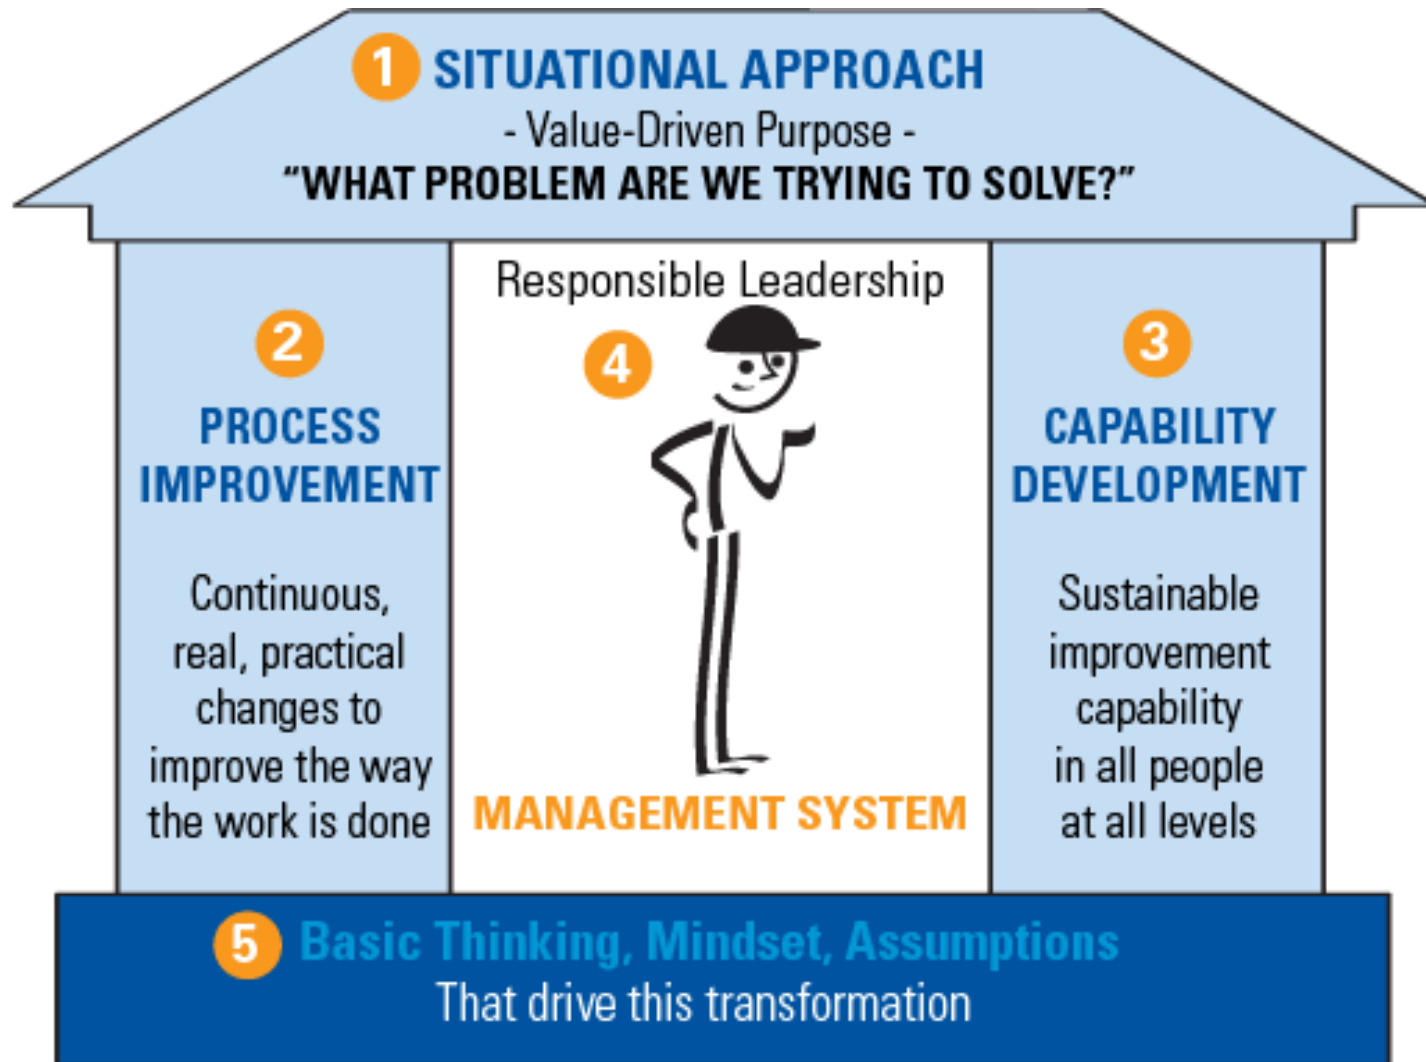 1 SITUATIONAL APPROACH
- Value-Driven Purpose -
“WHAT PROBLEM ARE WE TRYING TO SOLVE?”
2
PROCESS
IMPROVEMENT
Continuous,
real, practical
changes to
improve the way
the work is done
Responsible Leadership
4
MANAGEMENT SYSTEM
3
CAPABILITY
DEVELOPMENT
Sustainable
improvement
capability
in all people
at all levels
5 Basic Thinking, Mindset, Assumptions
That drive this transformation